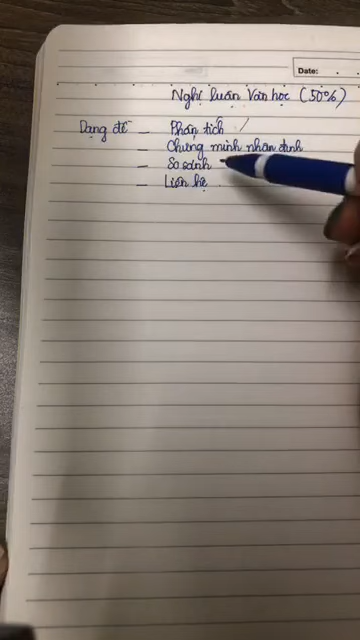 Date:
Nghị luận Văn học (50%)
Dạng đề – Phân tích
– Chứng minh nhận định
– So sánh
– Liên hệ